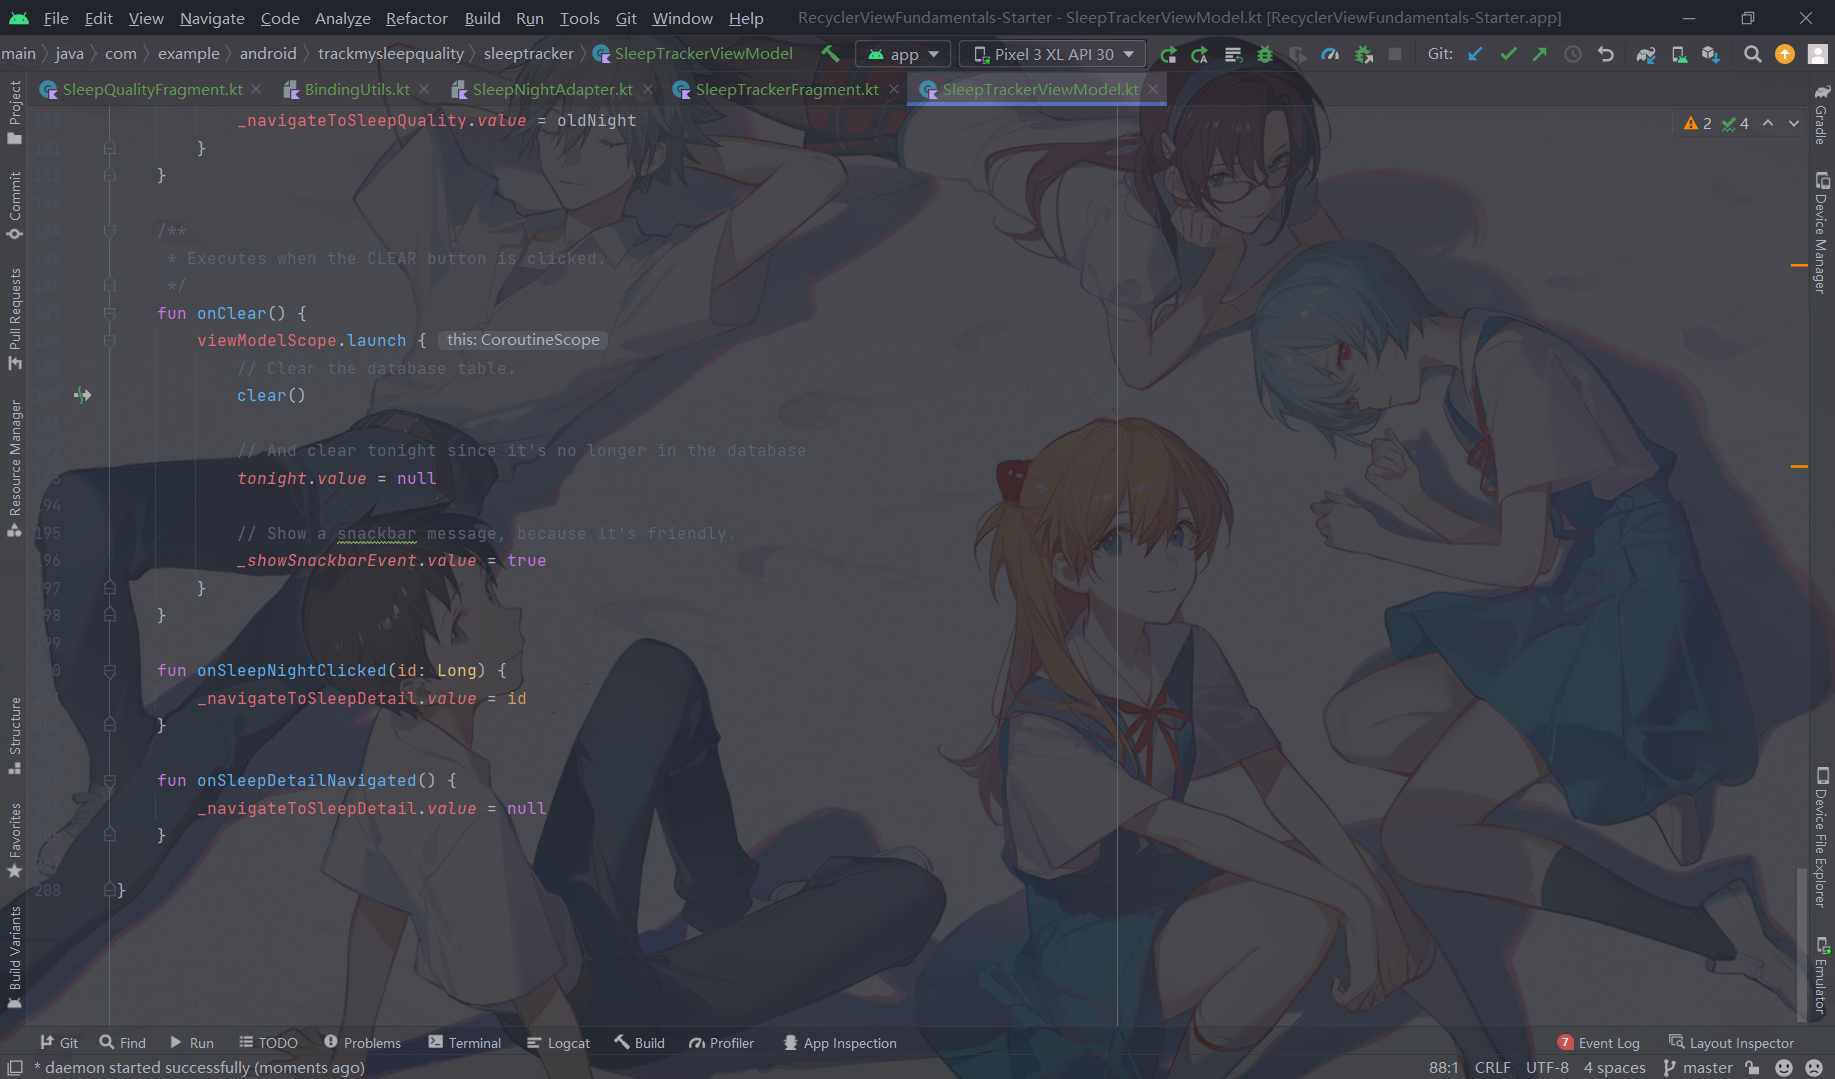 File Edit View Navigate Code Analyze Refactor Build Run Tools Git Window Help RecyclerViewFundamentals-Starter - SleepTrackerViewModel.kt [RecyclerViewFundamentals-Starter.app]
main java com example android trackmysleepquality sleeptracker SleepTrackerViewModel app Pixel 3 XL API 30 Git:
SleepQualityFragment.kt BindingUtils.kt SleepNightAdapter.kt SleepTrackerFragment.kt SleepTrackerViewModel.kt
2 4
180 _navigateToSleepQuality.value = oldNight
181 }
182 }
183
184 /**
185 * Executes when the CLEAR button is clicked.
186 */
187 fun onClear() {
188 viewModelScope.launch { this: CoroutineScope
189 // Clear the database table.
190 clear()
191
192 // And clear tonight since it's no longer in the database
193 tonight.value = null
194
195 // Show a snackbar message, because it's friendly.
196 _showSnackbarEvent.value = true
197 }
198 }
199
200 fun onSleepNightClicked(id: Long) {
201 _navigateToSleepDetail.value = id
202 }
203
204 fun onSleepDetailNavigated() {
205 _navigateToSleepDetail.value = null
206 }
207
208 }
Project
Commit
Pull Requests
Resource Manager
Structure
Favorites
Build Variants
Gradle
Device Manager
Device File Explorer
Emulator
Git Find Run TODO Problems Terminal Logcat Build Profiler App Inspection 7 Event Log Layout Inspector
* daemon started successfully (moments ago) 88:1 CRLF UTF-8 4 spaces master